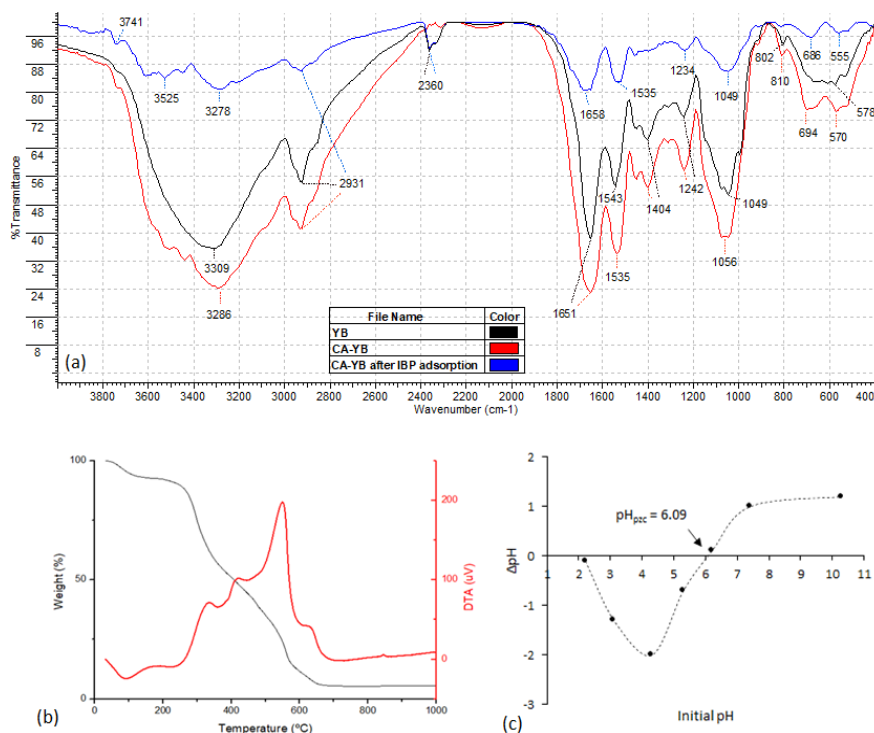 3741
96
88
80
72
64
56
48
40
32
24
16
8
%Transmittance
3525
3278
2931
2360
3309
3286
1658
1535
1234
1049
802
810
686
555
578
694
570
1543
1404
1242
1049
1535
1056
1651
File Name Color
YB
CA-YB
CA-YB after IBP adsorption
(a)
3800 3600 3400 3200 3000 2800 2600 2400 2200 2000 1800 1600 1400 1200 1000 800 600 400
Wavenumber (cm-1)
100
50
0
Weight (%)
200
100
0
DTA (uV)
0 200 400 600 800 1000
Temperature (ºC)
(b)
2
1
0
-1
-2
-3
ΔpH
pHpzc = 6.09
1 2 3 4 5 6 7 8 9 10 11
Initial pH
(c)